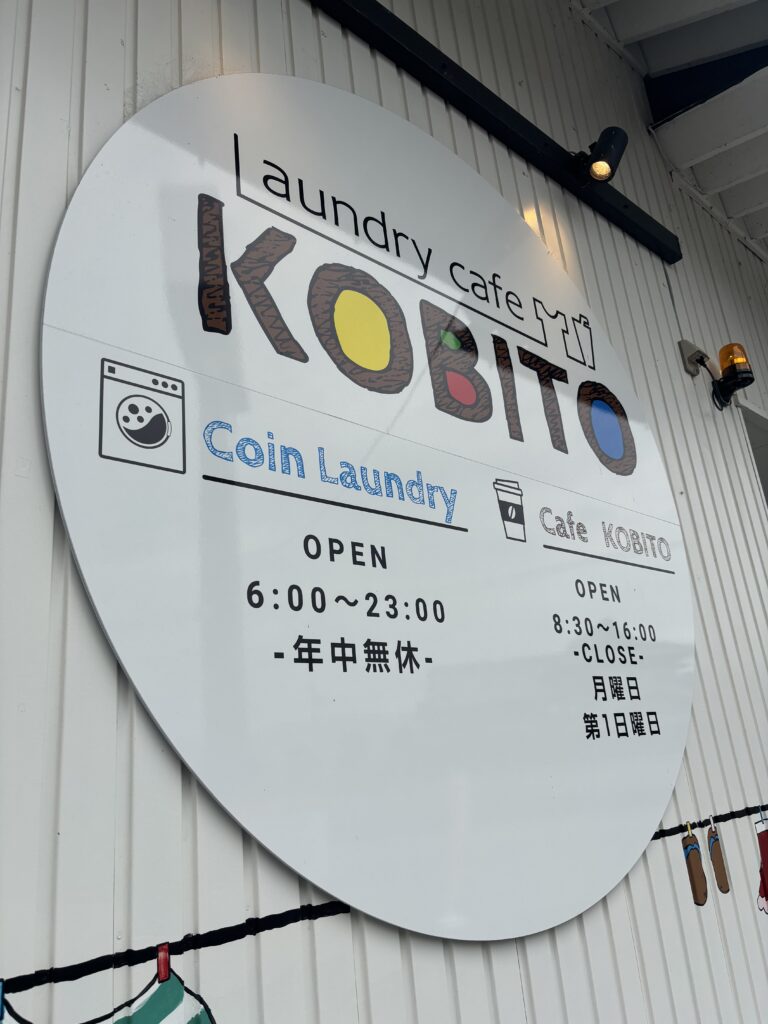 Laundry cafe
KOBITO
Coin Laundry
OPEN
6:00～23:00
-年中無休-
Cafe KOBITO
OPEN
8:30～16:00
-CLOSE-
月曜日
第1日曜日